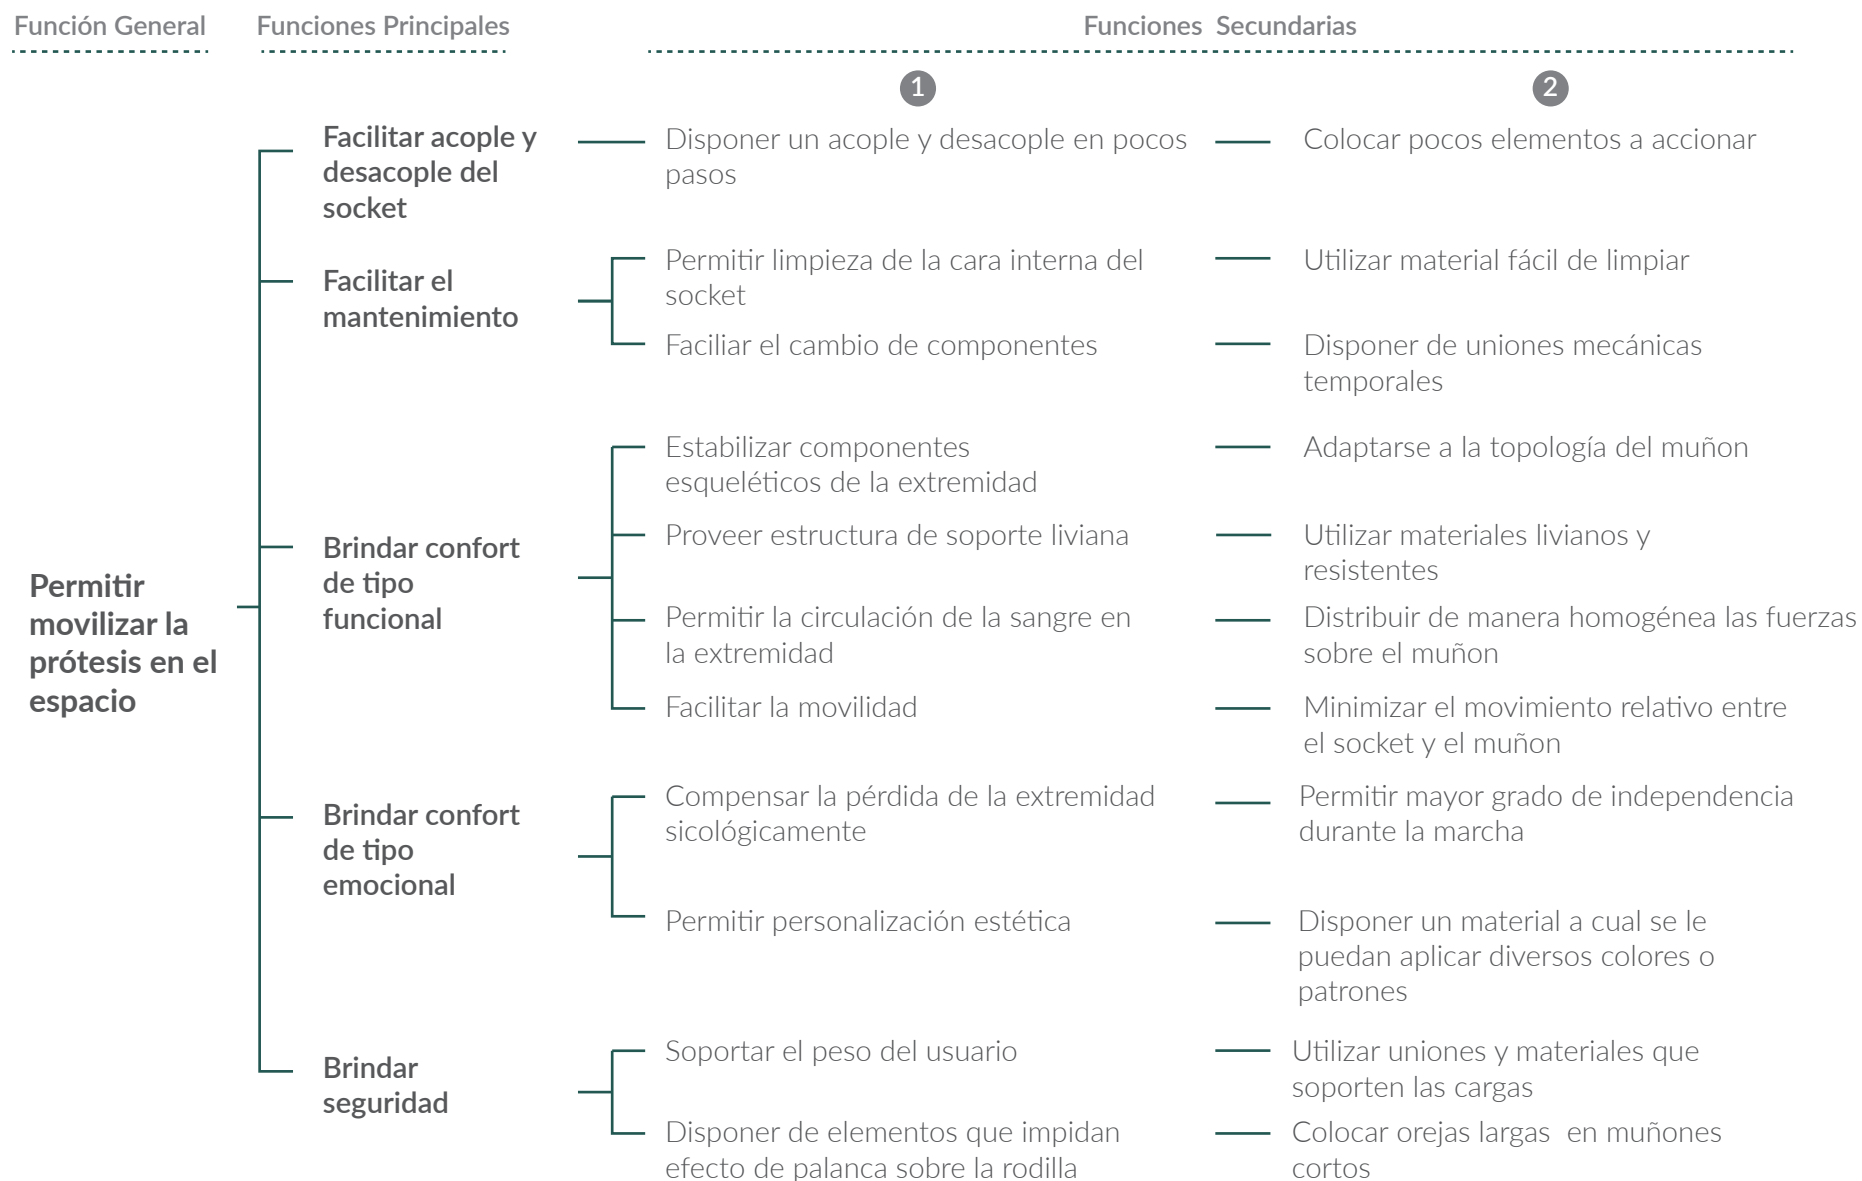 Función General
Funciones Principales
Funciones Secundarias
1
2
Permitir
movilizar la
prótesis en el
espacio
Facilitar acople y
desacople del
socket
Disponer un acople y desacople en pocos
pasos
Colocar pocos elementos a accionar
Facilitar el
mantenimiento
Permitir limpieza de la cara interna del
socket
Utilizar material fácil de limpiar
Faciliar el cambio de componentes
Disponer de uniones mecánicas
temporales
Brindar confort
de tipo
funcional
Estabilizar componentes
esqueléticos de la extremidad
Adaptarse a la topología del muñon
Proveer estructura de soporte liviana
Utilizar materiales livianos y
resistentes
Permitir la circulación de la sangre en
la extremidad
Distribuir de manera homogénea las fuerzas
sobre el muñon
Facilitar la movilidad
Minimizar el movimiento relativo entre
el socket y el muñon
Brindar confort
de tipo
emocional
Compensar la pérdida de la extremidad
sicológicamente
Permitir mayor grado de independencia
durante la marcha
Permitir personalización estética
Disponer un material a cual se le
puedan aplicar diversos colores o
patrones
Brindar
seguridad
Soportar el peso del usuario
Utilizar uniones y materiales que
soporten las cargas
Disponer de elementos que impidan
efecto de palanca sobre la rodilla
Colocar orejas largas en muñones
cortos